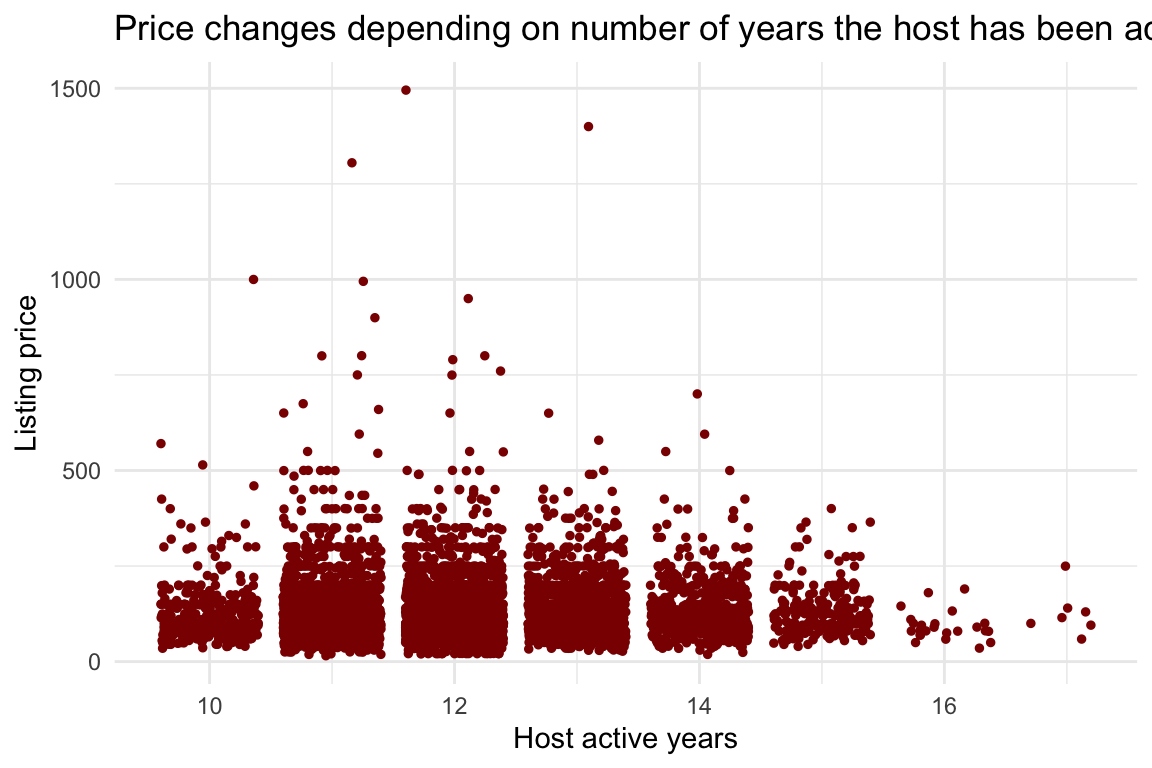 Price changes depending on number of years the host has been ac
1500
1000
500
0
Listing price
10 12 14 16
Host active years